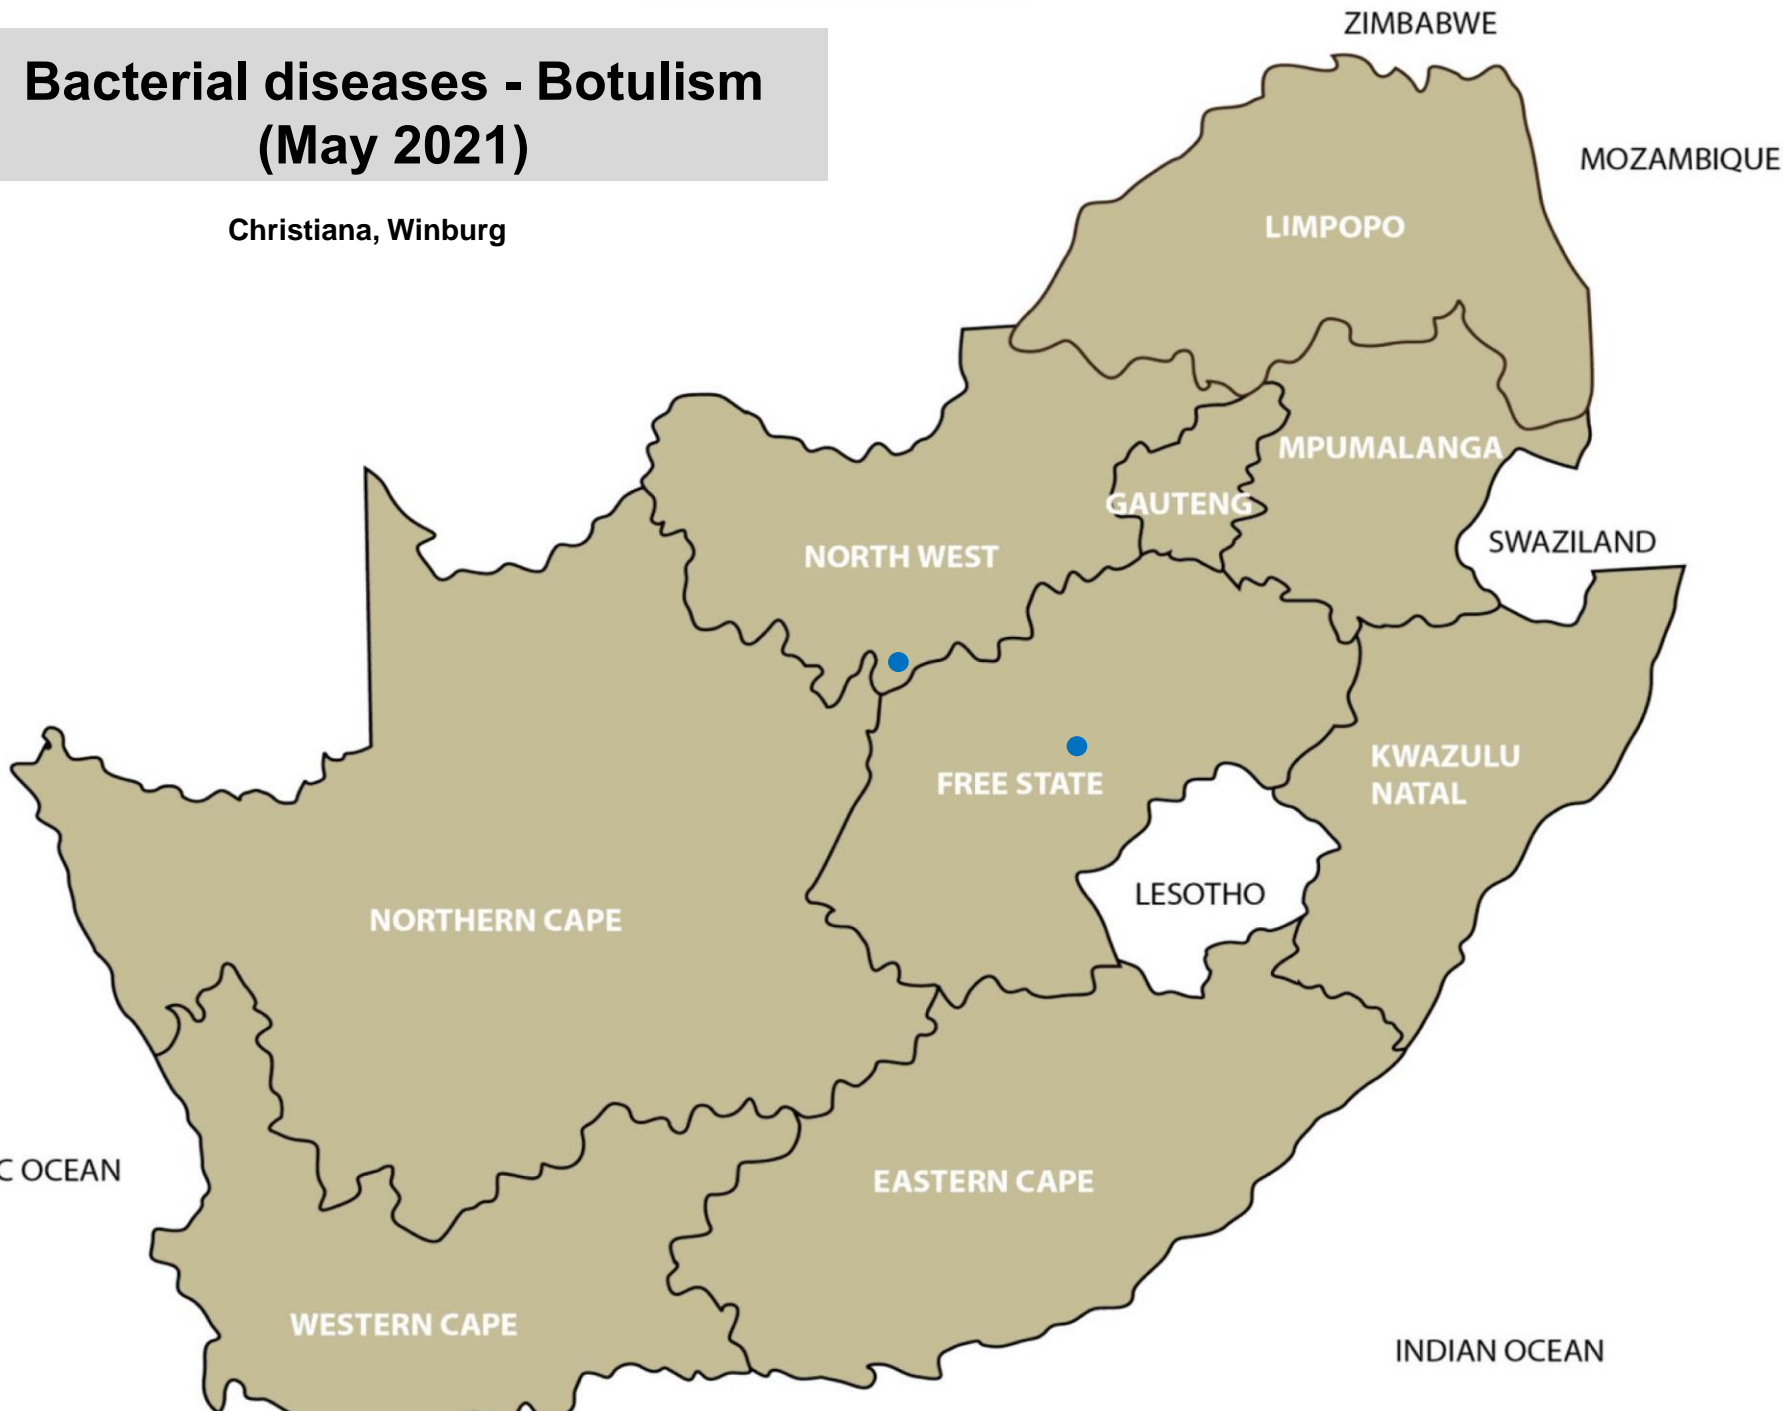 Bacterial diseases - Botulism
(May 2021)
Christiana, Winburg
ZIMBABWE
MOZAMBIQUE
LIMPOPO
MPUMALANGA
GAUTENG
SWAZILAND
NORTH WEST
KWAZULU
NATAL
FREE STATE
LESOTHO
NORTHERN CAPE
C OCEAN
EASTERN CAPE
WESTERN CAPE
INDIAN OCEAN